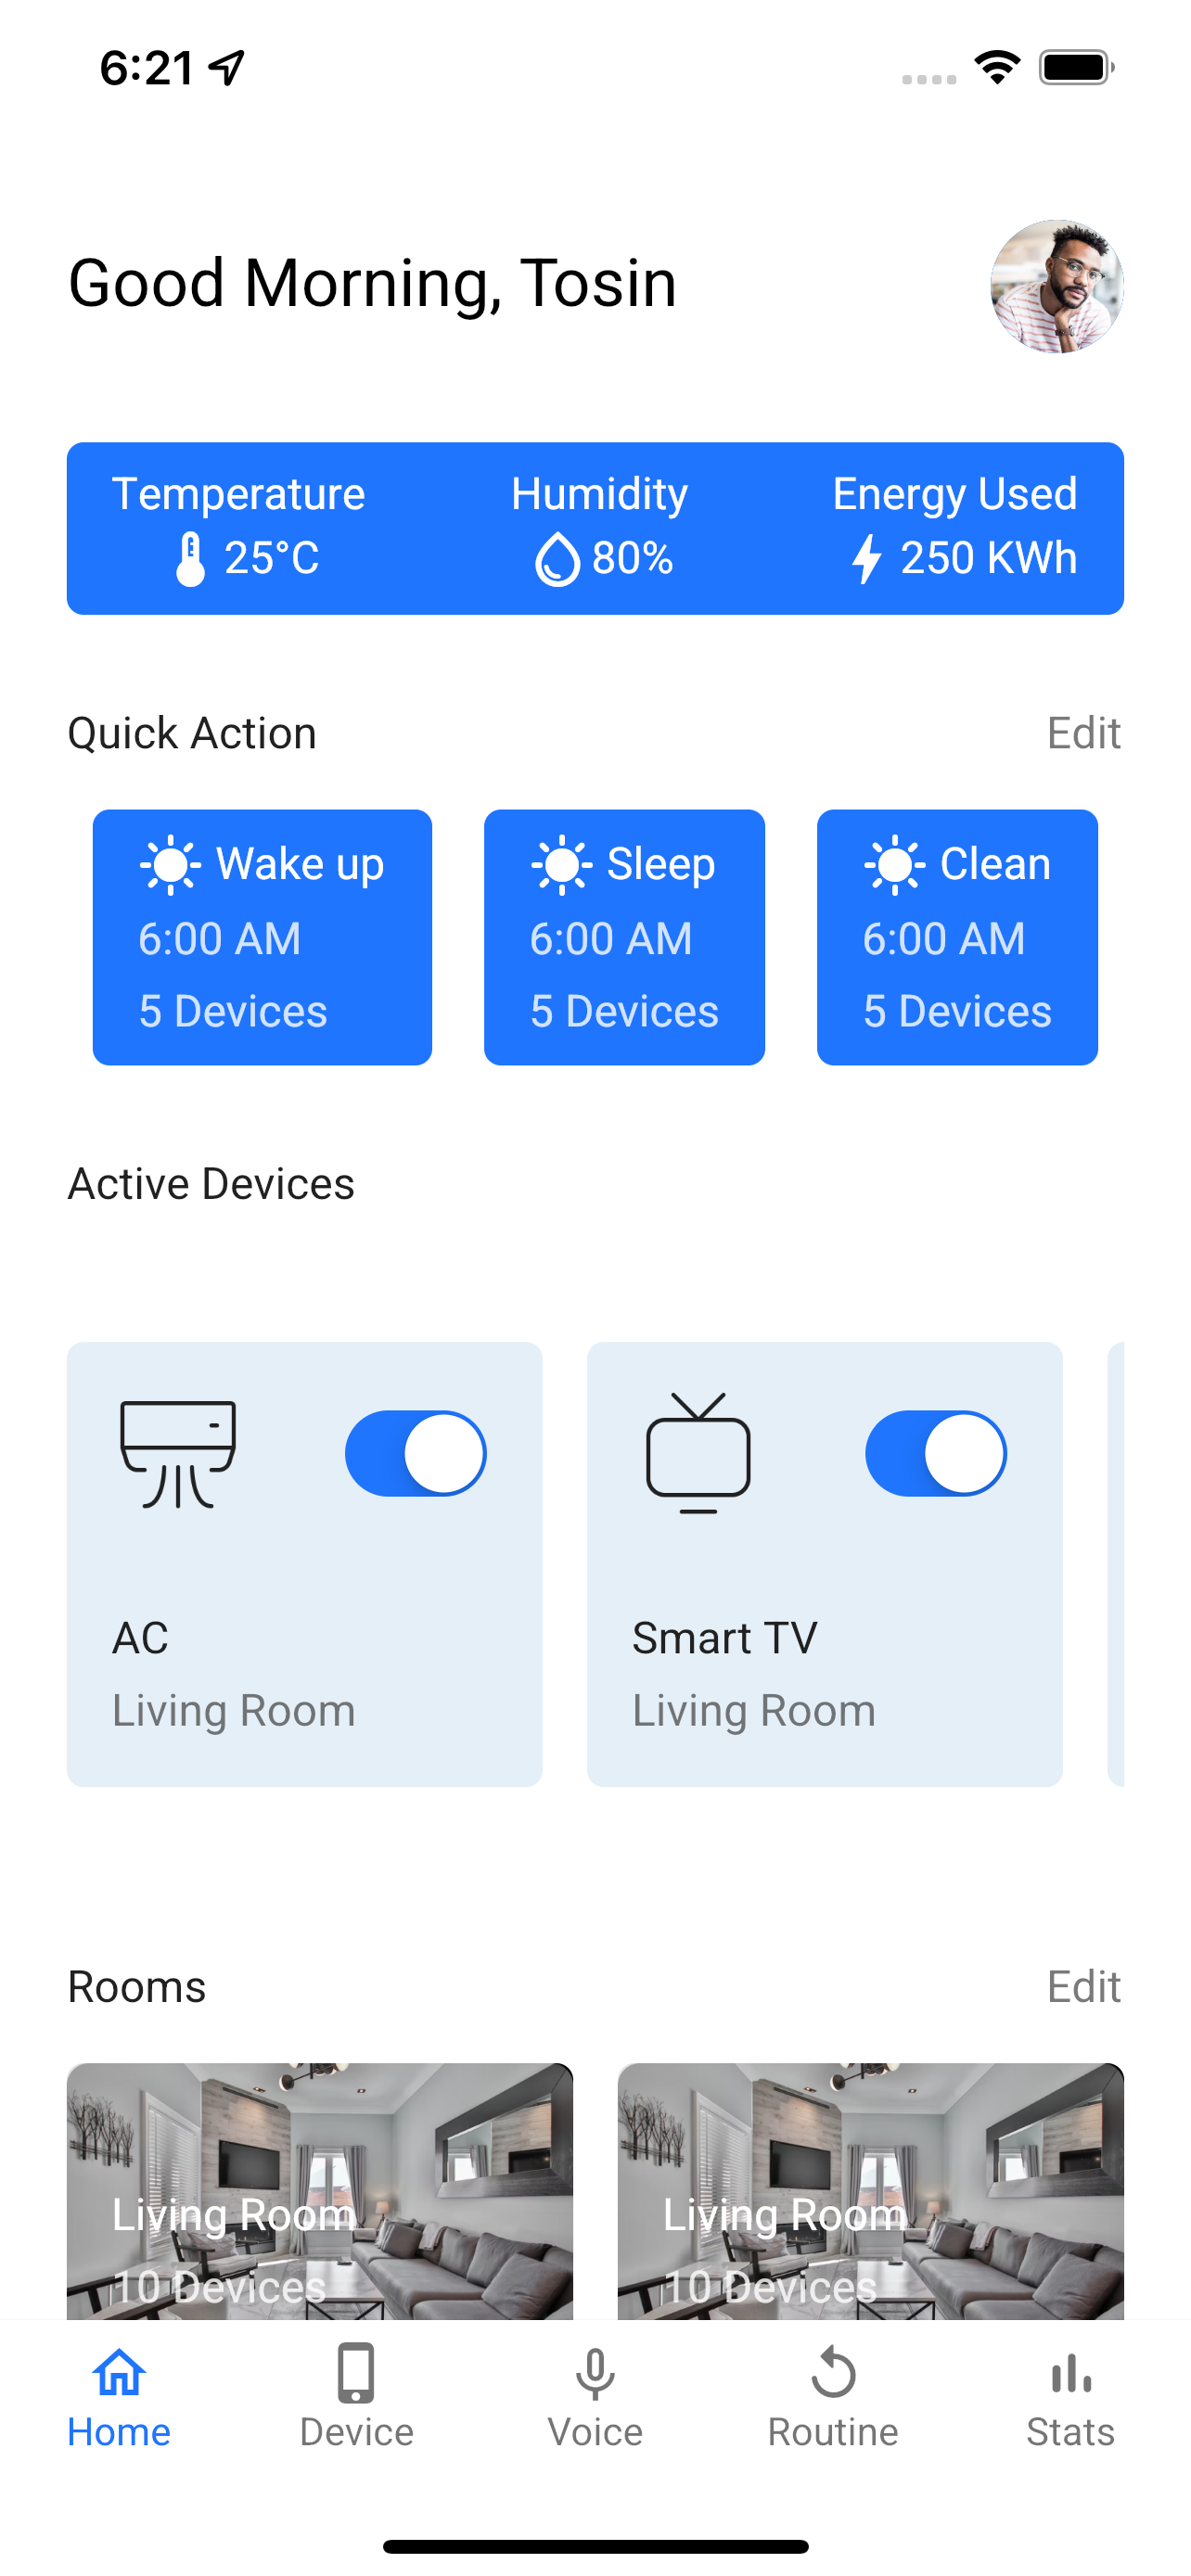 6:21
Good Morning, Tosin
Temperature Humidity Energy Used
25°C 80% 250 KWh
Quick Action Edit
Wake up Sleep Clean
6:00 AM 6:00 AM 6:00 AM
5 Devices 5 Devices 5 Devices
Active Devices
AC Smart TV
Living Room Living Room
Rooms Edit
Living Room Living Room
10 Devices 10 Devices
Home Device Voice Routine Stats